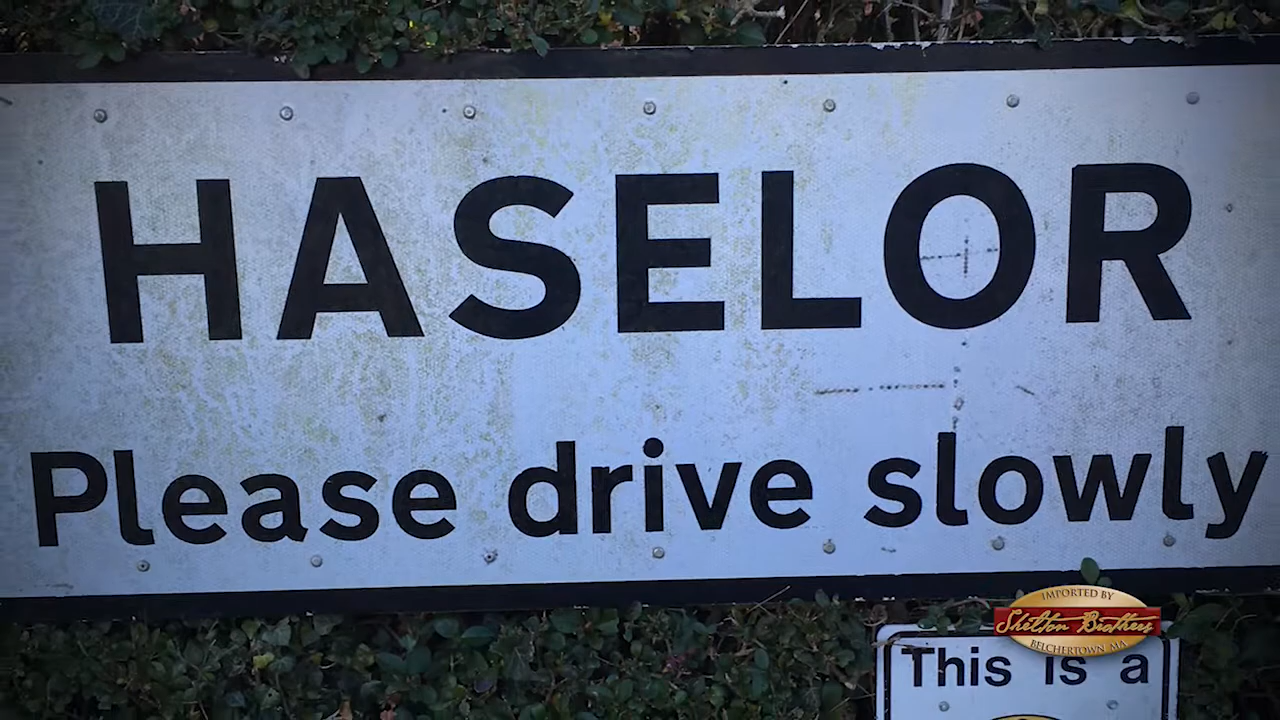 HASELOR
Please drive slowly
IMPORTED BY
Shelton Brothers
BELCHERTOWN MA
This is a